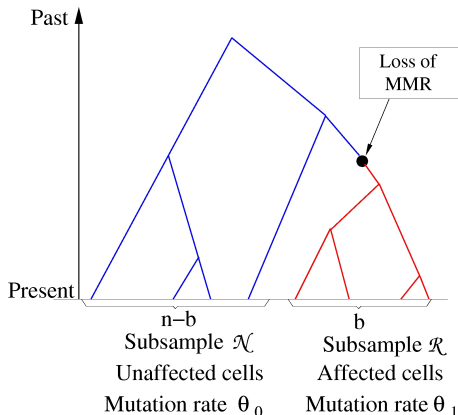 Past
Loss of
MMR
Present
n−b
b
Subsample 𝒩
Subsample ℛ
Unaffected cells
Affected cells
Mutation rate θ₀
Mutation rate θ₁